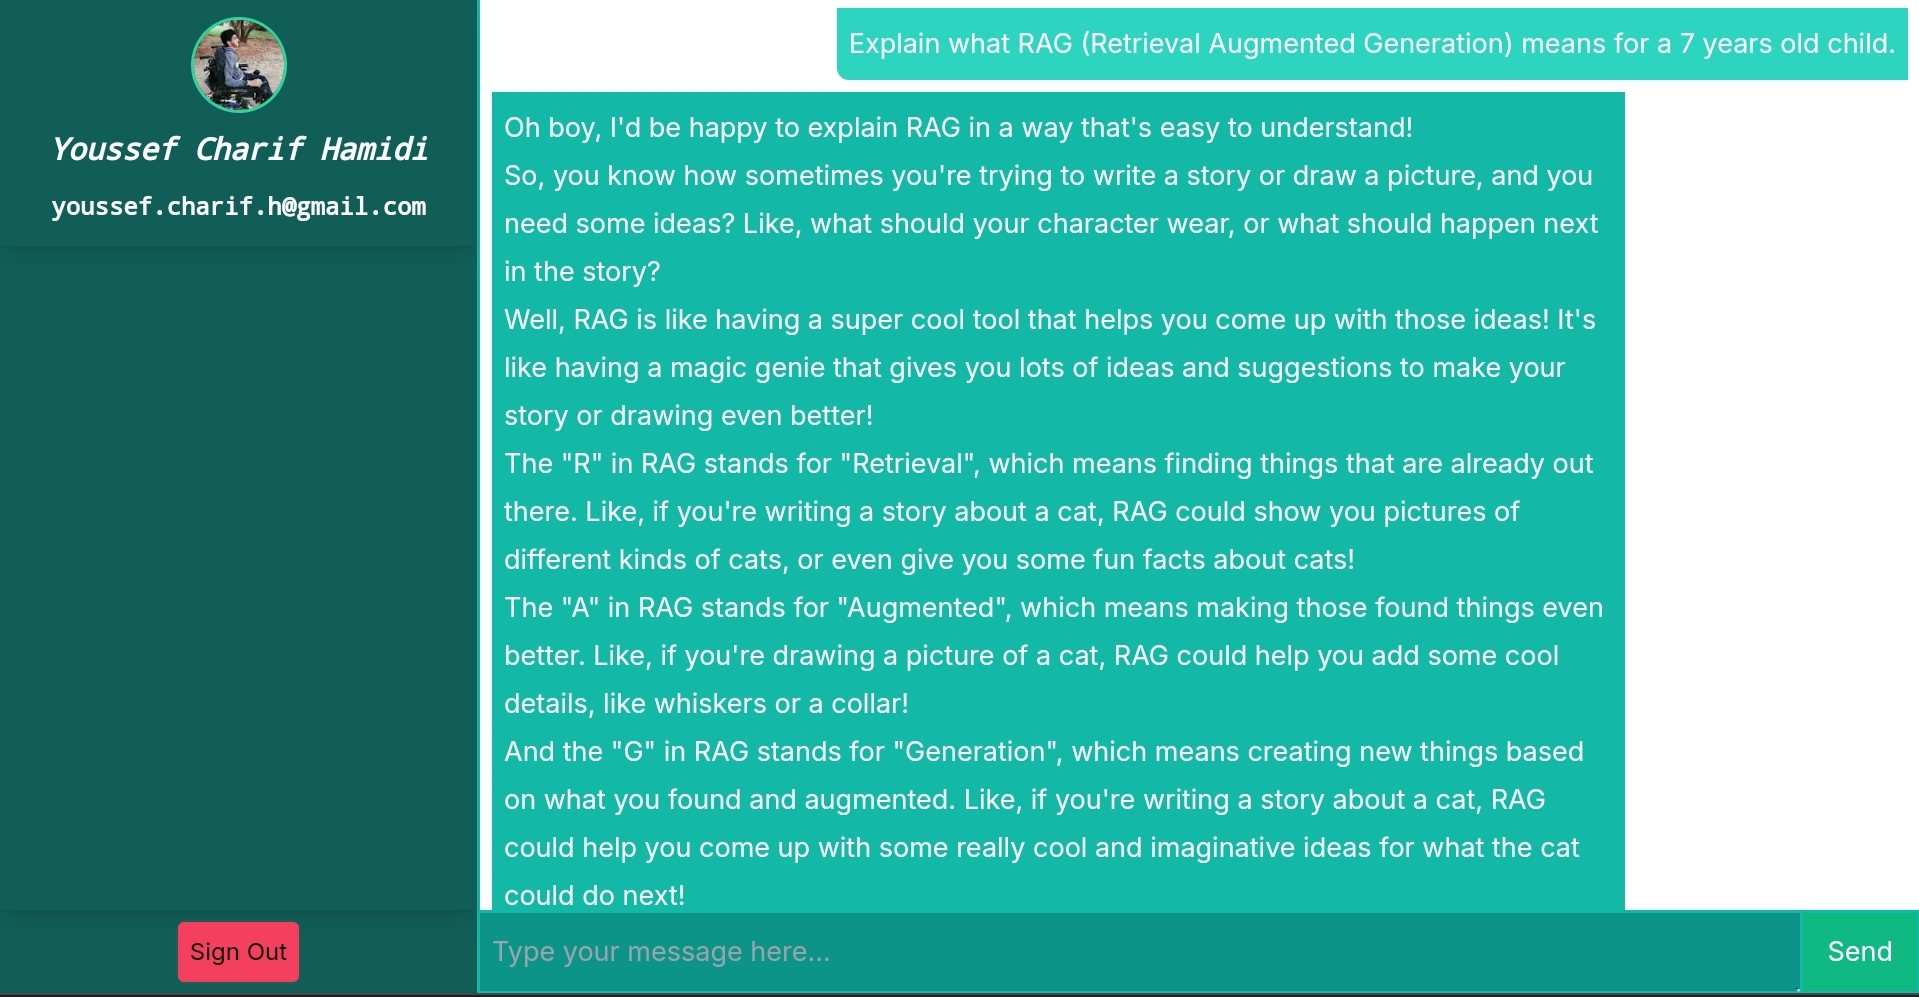 Youssef Charif Hamidi
youssef.charif.h@gmail.com
Sign Out
Explain what RAG (Retrieval Augmented Generation) means for a 7 years old child.
Oh boy, I'd be happy to explain RAG in a way that's easy to understand!
So, you know how sometimes you're trying to write a story or draw a picture, and you
need some ideas? Like, what should your character wear, or what should happen next
in the story?
Well, RAG is like having a super cool tool that helps you come up with those ideas! It's
like having a magic genie that gives you lots of ideas and suggestions to make your
story or drawing even better!
The "R" in RAG stands for "Retrieval", which means finding things that are already out
there. Like, if you're writing a story about a cat, RAG could show you pictures of
different kinds of cats, or even give you some fun facts about cats!
The "A" in RAG stands for "Augmented", which means making those found things even
better. Like, if you're drawing a picture of a cat, RAG could help you add some cool
details, like whiskers or a collar!
And the "G" in RAG stands for "Generation", which means creating new things based
on what you found and augmented. Like, if you're writing a story about a cat, RAG
could help you come up with some really cool and imaginative ideas for what the cat
could do next!
Type your message here...
Send